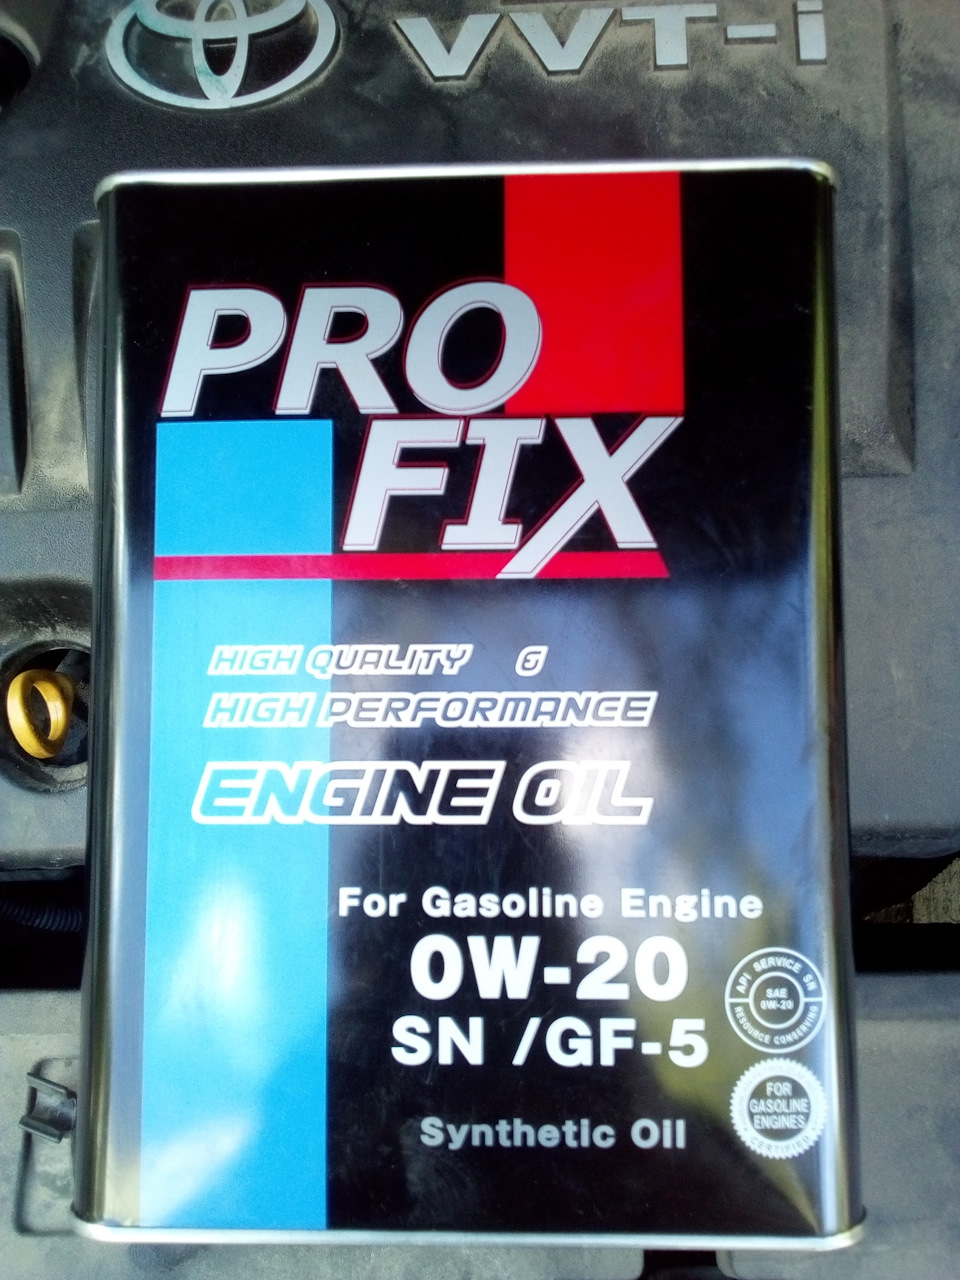 VVT-i
PRO
FIX
HIGH QUALITY &
HIGH PERFORMANCE
ENGINE OIL
For Gasoline Engine
0W-20
SN /GF-5
Synthetic Oil
API SERVICE SN
SAE
0W-20
RESOURCE CONSERVING
FOR
GASOLINE
ENGINES
CERTIFIED